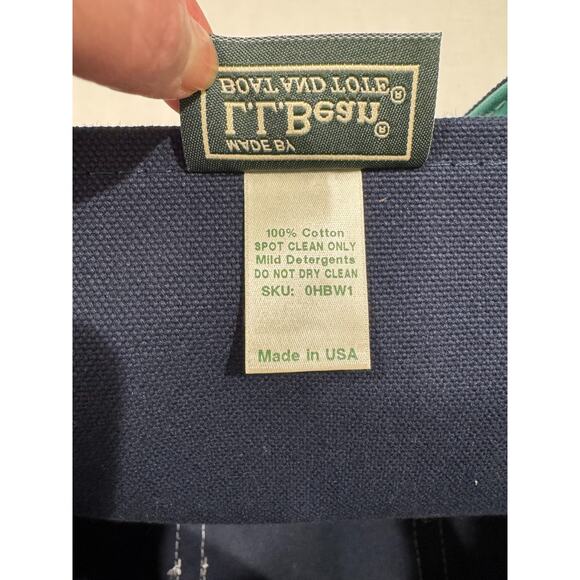 MADE BY
L.L.Bean®
BOAT AND TOTE®
100% Cotton
SPOT CLEAN ONLY
Mild Detergents
DO NOT DRY CLEAN
SKU: 0HBW1
Made in USA